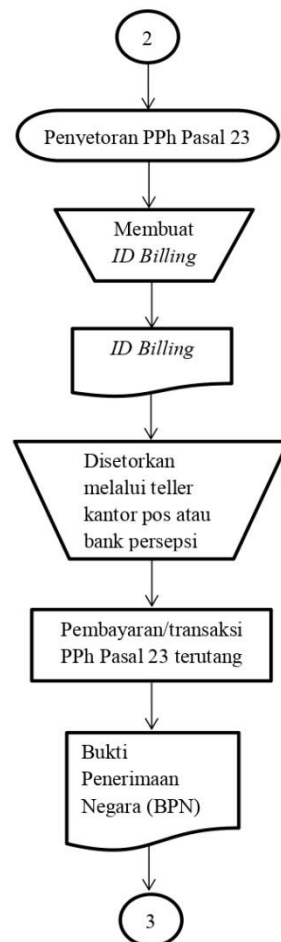 2
Penyetoran PPh Pasal 23
Membuat
ID Billing
ID Billing
Disetorkan
melalui teller
kantor pos atau
bank persepsi
Pembayaran/transaksi
PPh Pasal 23 terutang
Bukti
Penerimaan
Negara (BPN)
3